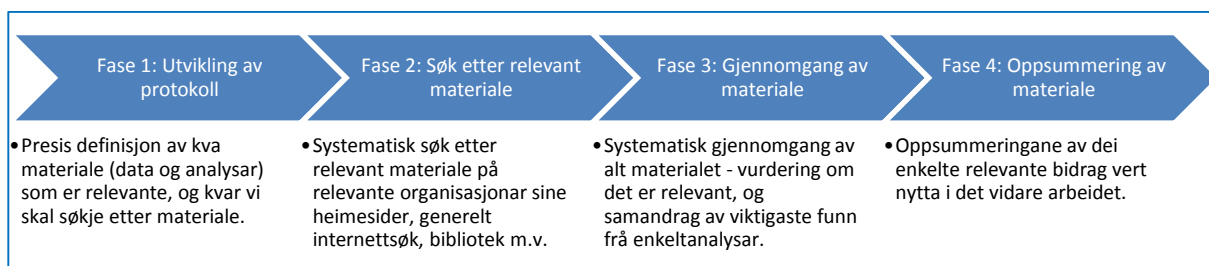 Fase 1: Utvikling av
protokoll
Fase 2: Søk etter relevant
materiale
Fase 3: Gjennomgang av
materiale
Fase 4: Oppsummering av
materiale
•Presis definisjon av kva
materiale (data og analysar)
som er relevante, og kvar vi
skal søkje etter materiale.
•Systematisk søk etter
relevant materiale på
relevante organisasjonar sine
heimesider, generelt
internettsøk, bibliotek m.v.
•Systematisk gjennomgang av
alt materialet - vurdering om
det er relevant, og
samandrag av viktigaste funn
frå enkeltanalysar.
•Oppsummeringane av dei
enkelte relevante bidrag vert
nytta i det vidare arbeidet.